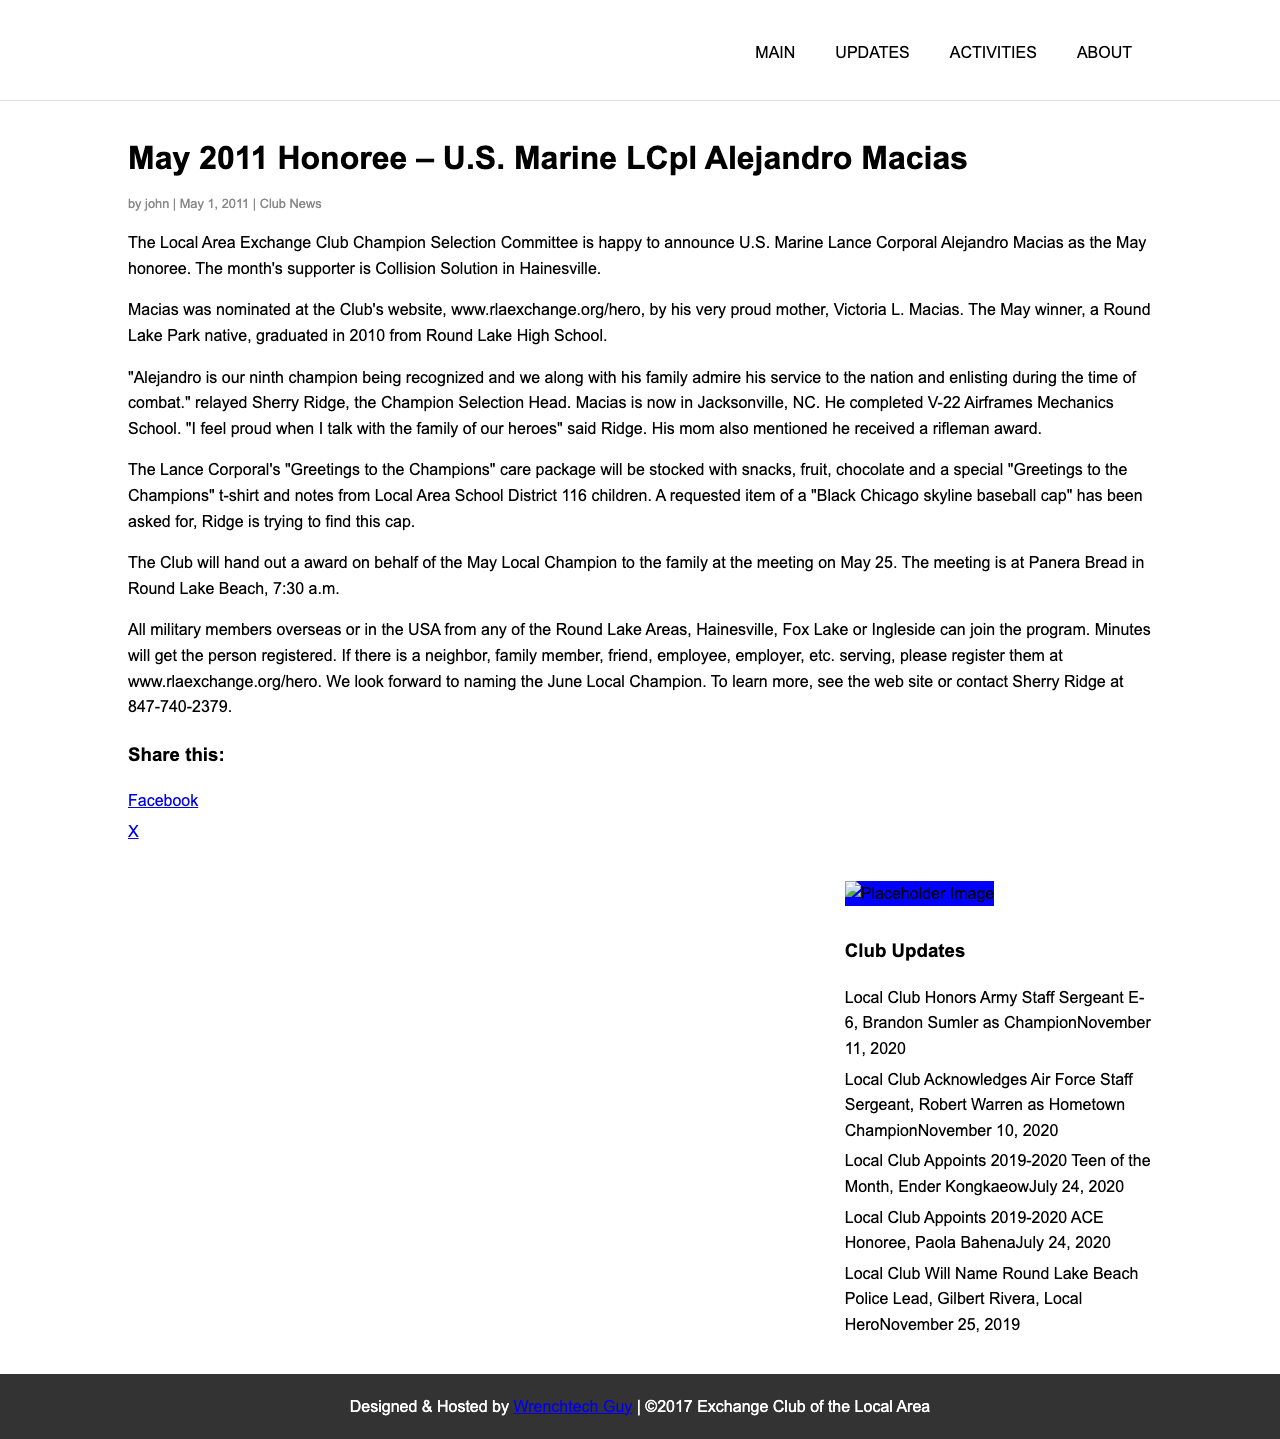 MAIN UPDATES ACTIVITIES ABOUT
May 2011 Honoree – U.S. Marine LCpl Alejandro Macias
by john | May 1, 2011 | Club News
The Local Area Exchange Club Champion Selection Committee is happy to announce U.S. Marine Lance Corporal Alejandro Macias as the May
honoree. The month's supporter is Collision Solution in Hainesville.
Macias was nominated at the Club's website, www.rlaexchange.org/hero, by his very proud mother, Victoria L. Macias. The May winner, a Round
Lake Park native, graduated in 2010 from Round Lake High School.
"Alejandro is our ninth champion being recognized and we along with his family admire his service to the nation and enlisting during the time of
combat." relayed Sherry Ridge, the Champion Selection Head. Macias is now in Jacksonville, NC. He completed V-22 Airframes Mechanics
School. "I feel proud when I talk with the family of our heroes" said Ridge. His mom also mentioned he received a rifleman award.
The Lance Corporal's "Greetings to the Champions" care package will be stocked with snacks, fruit, chocolate and a special "Greetings to the
Champions" t-shirt and notes from Local Area School District 116 children. A requested item of a "Black Chicago skyline baseball cap" has been
asked for, Ridge is trying to find this cap.
The Club will hand out a award on behalf of the May Local Champion to the family at the meeting on May 25. The meeting is at Panera Bread in
Round Lake Beach, 7:30 a.m.
All military members overseas or in the USA from any of the Round Lake Areas, Hainesville, Fox Lake or Ingleside can join the program. Minutes
will get the person registered. If there is a neighbor, family member, friend, employee, employer, etc. serving, please register them at
www.rlaexchange.org/hero. We look forward to naming the June Local Champion. To learn more, see the web site or contact Sherry Ridge at
847-740-2379.
Share this:
Facebook
X
Placeholder Image
Club Updates
Local Club Honors Army Staff Sergeant E-
6, Brandon Sumler as ChampionNovember
11, 2020
Local Club Acknowledges Air Force Staff
Sergeant, Robert Warren as Hometown
ChampionNovember 10, 2020
Local Club Appoints 2019-2020 Teen of the
Month, Ender KongkaeowJuly 24, 2020
Local Club Appoints 2019-2020 ACE
Honoree, Paola BahenaJuly 24, 2020
Local Club Will Name Round Lake Beach
Police Lead, Gilbert Rivera, Local
HeroNovember 25, 2019
Designed & Hosted by Wrenchtech Guy | ©2017 Exchange Club of the Local Area